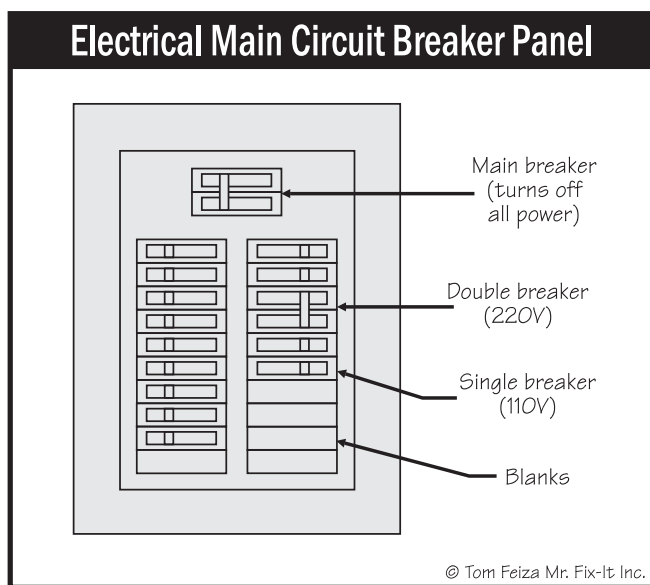 Electrical Main Circuit Breaker Panel
Main breaker
(turns off
all power)
Double breaker
(220V)
Single breaker
(110V)
Blanks
© Tom Feiza Mr. Fix-It Inc.